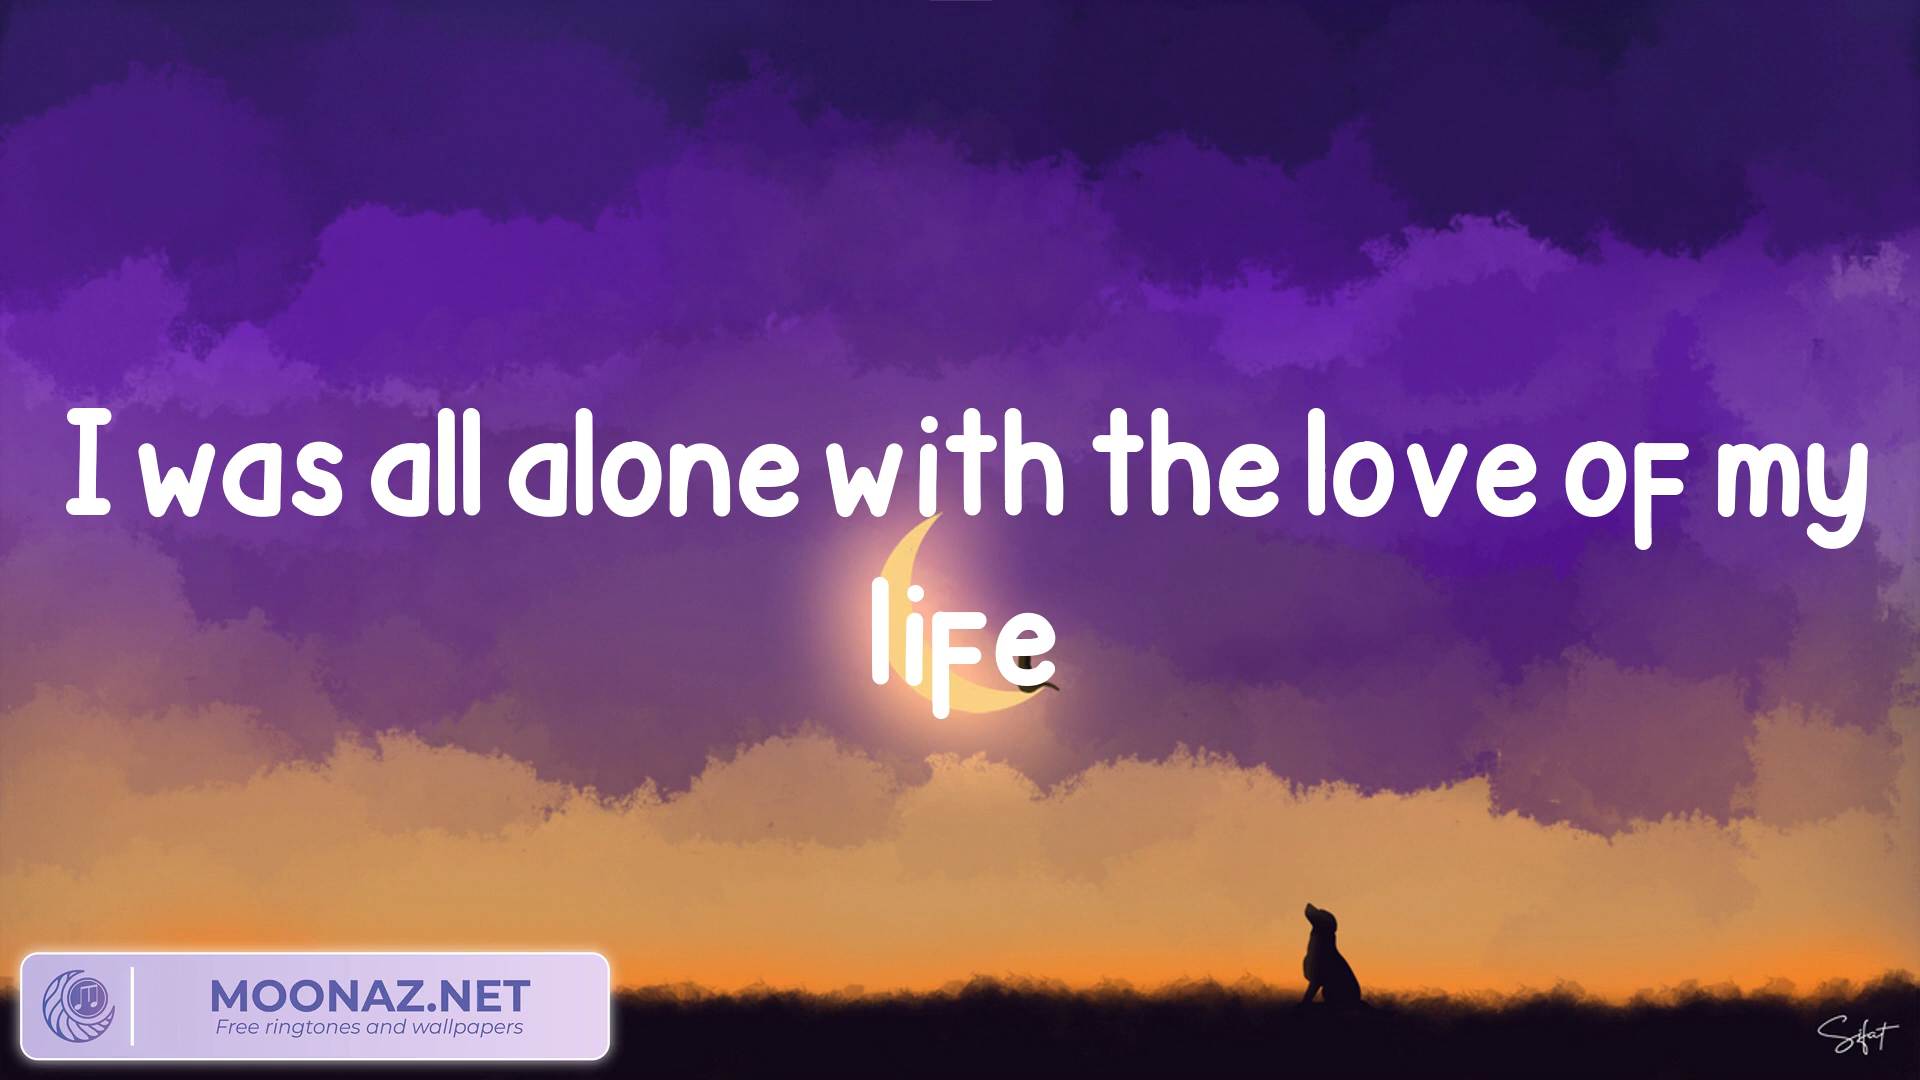 I was all alone with the love of my
life
MOONAZ.NET
Free ringtones and wallpapers
Sifat